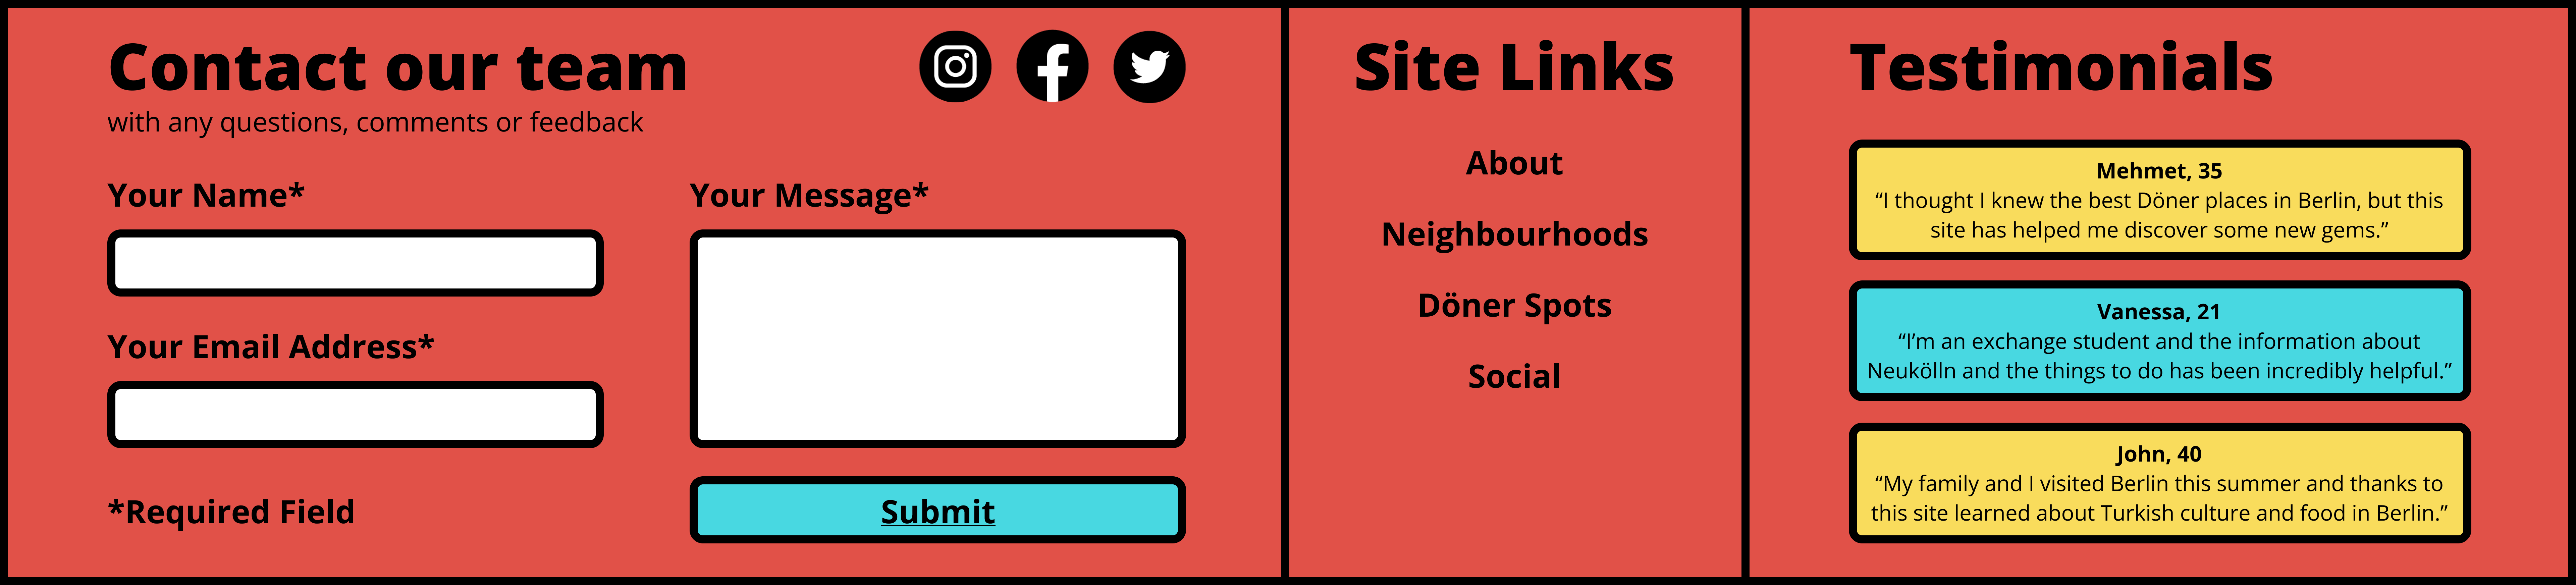 Contact our team
with any questions, comments or feedback
Your Name*
Your Email Address*
*Required Field
Your Message*
Submit
Site Links
About
Neighbourhoods
Döner Spots
Social
Testimonials
Mehmet, 35
“I thought I knew the best Döner places in Berlin, but this
site has helped me discover some new gems.”
Vanessa, 21
“I’m an exchange student and the information about
Neukölln and the things to do has been incredibly helpful.”
John, 40
“My family and I visited Berlin this summer and thanks to
this site learned about Turkish culture and food in Berlin.”